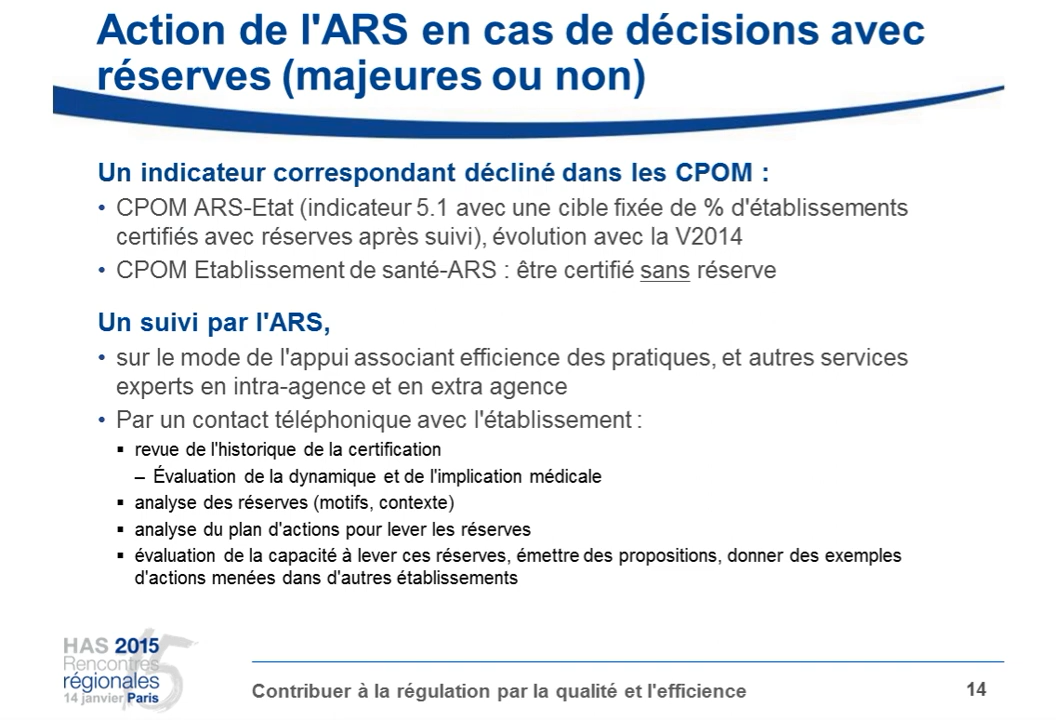 Action de l'ARS en cas de décisions avec
réserves (majeures ou non)
Un indicateur correspondant décliné dans les CPOM :
• CPOM ARS-Etat (indicateur 5.1 avec une cible fixée de % d'établissements
certifiés avec réserves après suivi), évolution avec la V2014
• CPOM Etablissement de santé-ARS : être certifié sans réserve
Un suivi par l'ARS,
• sur le mode de l'appui associant efficience des pratiques, et autres services
experts en intra-agence et en extra agence
• Par un contact téléphonique avec l'établissement :
▪ revue de l'historique de la certification
– Évaluation de la dynamique et de l'implication médicale
▪ analyse des réserves (motifs, contexte)
▪ analyse du plan d'actions pour lever les réserves
▪ évaluation de la capacité à lever ces réserves, émettre des propositions, donner des exemples
d'actions menées dans d'autres établissements
HAS 2015
Rencontres
régionales
14 janvier Paris
15
Contribuer à la régulation par la qualité et l'efficience
14